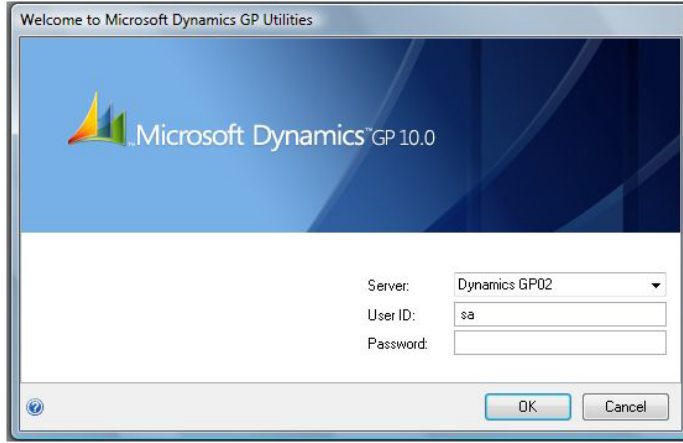 Welcome to Microsoft Dynamics GP Utilities
Microsoft Dynamics™ GP 10.0
Server: Dynamics GP02
User ID: sa
Password:
OK Cancel